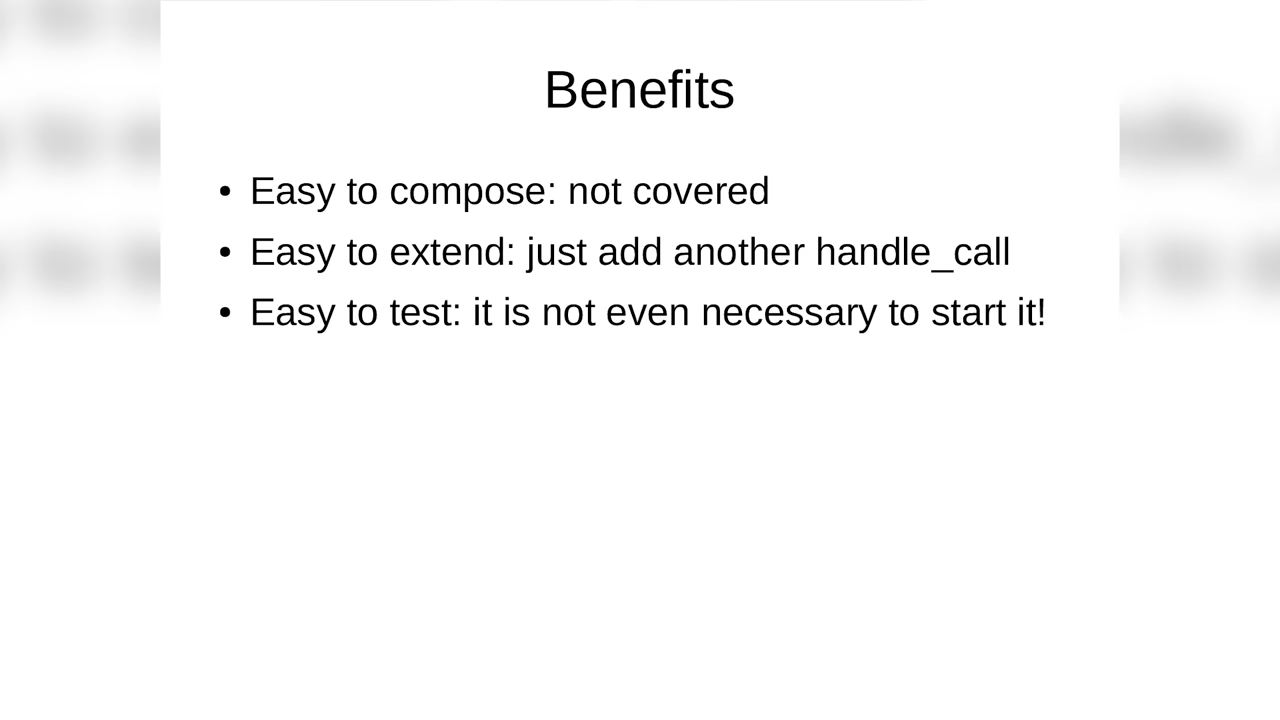 Benefits
• Easy to compose: not covered
• Easy to extend: just add another handle_call
• Easy to test: it is not even necessary to start it!